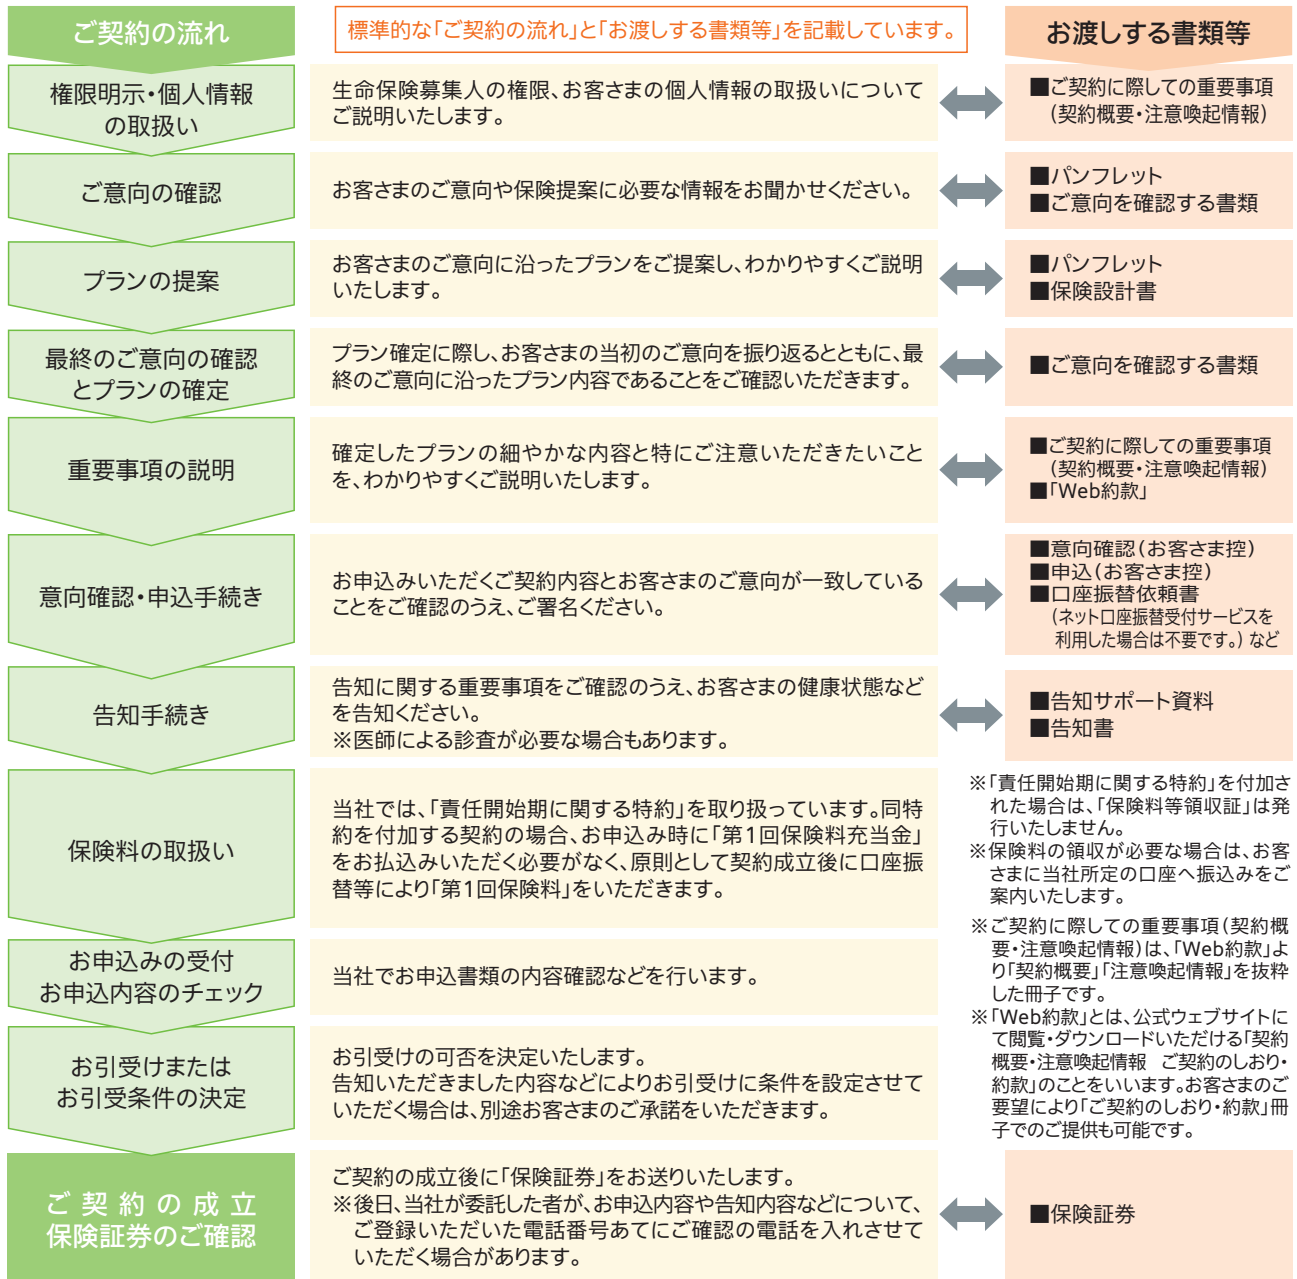 ご契約の流れ
標準的な「ご契約の流れ」と「お渡しする書類等」を記載しています。
お渡しする書類等
権限明示・個人情報
の取扱い
生命保険募集人の権限、お客さまの個人情報の取扱いについて
ご説明いたします。
■ご契約に際しての重要事項
(契約概要・注意喚起情報)
ご意向の確認
お客さまのご意向や保険提案に必要な情報をお聞かせください。
■パンフレット
■ご意向を確認する書類
プランの提案
お客さまのご意向に沿ったプランをご提案し、わかりやすくご説明
いたします。
■パンフレット
■保険設計書
最終のご意向の確認
とプランの確定
プラン確定に際し、お客さまの当初のご意向を振り返るとともに、最
終のご意向に沿ったプラン内容であることをご確認いただきます。
■ご意向を確認する書類
重要事項の説明
確定したプランの細やかな内容と特にご注意いただきたいこと
を、わかりやすくご説明いたします。
■ご契約に際しての重要事項
(契約概要・注意喚起情報)
■「Web約款」
意向確認・申込手続き
お申込みいただくご契約内容とお客さまのご意向が一致している
ことをご確認のうえ、ご署名ください。
■意向確認(お客さま控)
■申込(お客さま控)
■口座振替依頼書
(ネット口座振替受付サービスを
利用した場合は不要です。)など
告知手続き
告知に関する重要事項をご確認のうえ、お客さまの健康状態など
を告知ください。
※医師による診査が必要な場合もあります。
■告知サポート資料
■告知書
保険料の取扱い
当社では、「責任開始期に関する特約」を取り扱っています。同特
約を付加する契約の場合、お申込み時に「第1回保険料充当金」
をお払込みいただく必要がなく、原則として契約成立後に口座振
替等により「第1回保険料」をいただきます。
※「責任開始期に関する特約」を付加さ
れた場合は、「保険料等領収証」は発
行いたしません。
※保険料の領収が必要な場合は、お客
さまに当社所定の口座へ振込みをご
案内いたします。
※ご契約に際しての重要事項(契約概
要・注意喚起情報)は、「Web約款」よ
り「契約概要」「注意喚起情報」を抜粋
した冊子です。
※「Web約款」とは、公式ウェブサイトに
て閲覧・ダウンロードいただける「契約
概要・注意喚起情報 ご契約のしおり・
約款」のことをいいます。お客さまのご
要望により「ご契約のしおり・約款」冊
子でのご提供も可能です。
お申込みの受付
お申込内容のチェック
当社でお申込書類の内容確認などを行います。
お引受けまたは
お引受条件の決定
お引受けの可否を決定いたします。
告知いただきました内容などによりお引受けに条件を設定させて
いただく場合は、別途お客さまのご承諾をいただきます。
ご契約の成立
保険証券のご確認
ご契約の成立後に「保険証券」をお送りいたします。
※後日、当社が委託した者が、お申込内容や告知内容などについて、
ご登録いただいた電話番号あてにご確認の電話を入れさせて
いただく場合があります。
■保険証券